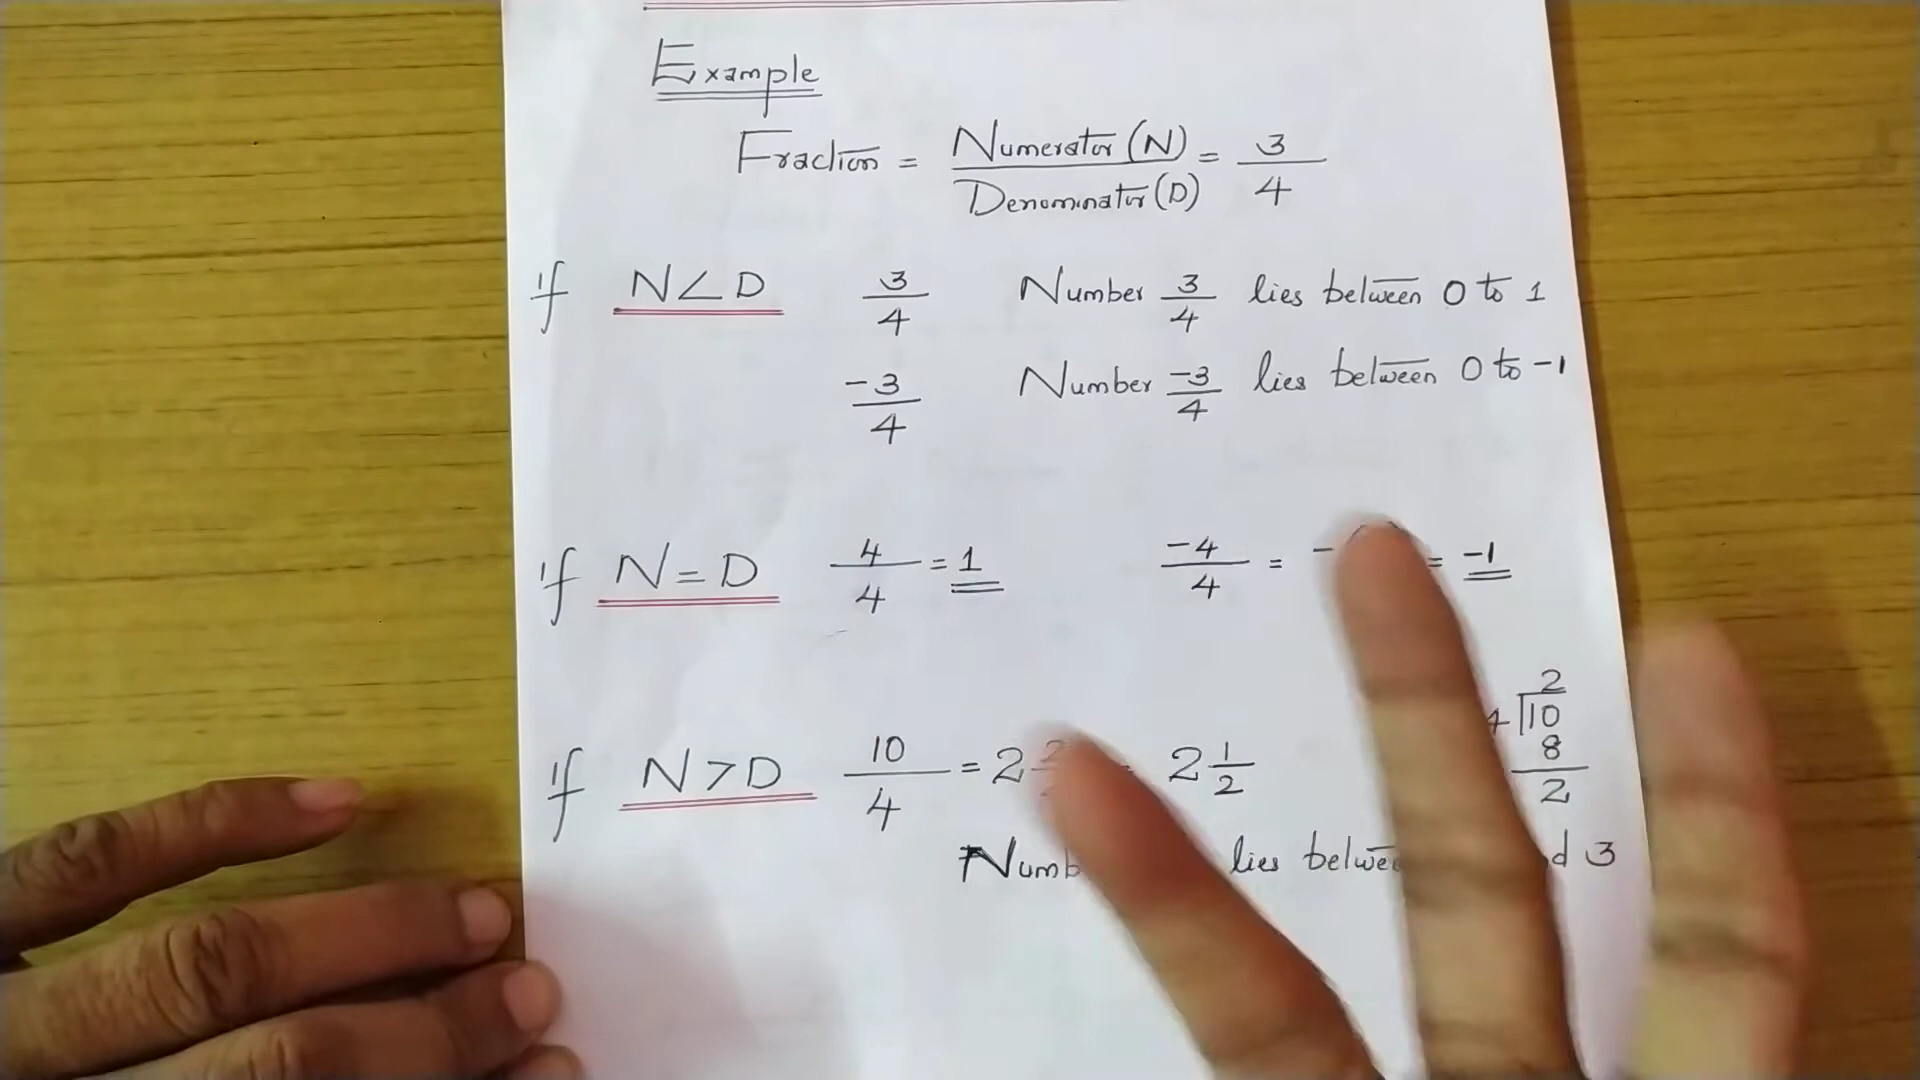 Example
Fraction = Numerator (N) / Denominator (D) = 3/4
if N < D 3/4 Number 3/4 lies between 0 to 1
-3/4 Number -3/4 lies between 0 to -1
if N = D 4/4 = 1 -4/4 = - = -1
if N > D 10/4 = 2 2 1/2
2
4 10
8
2
lies 3